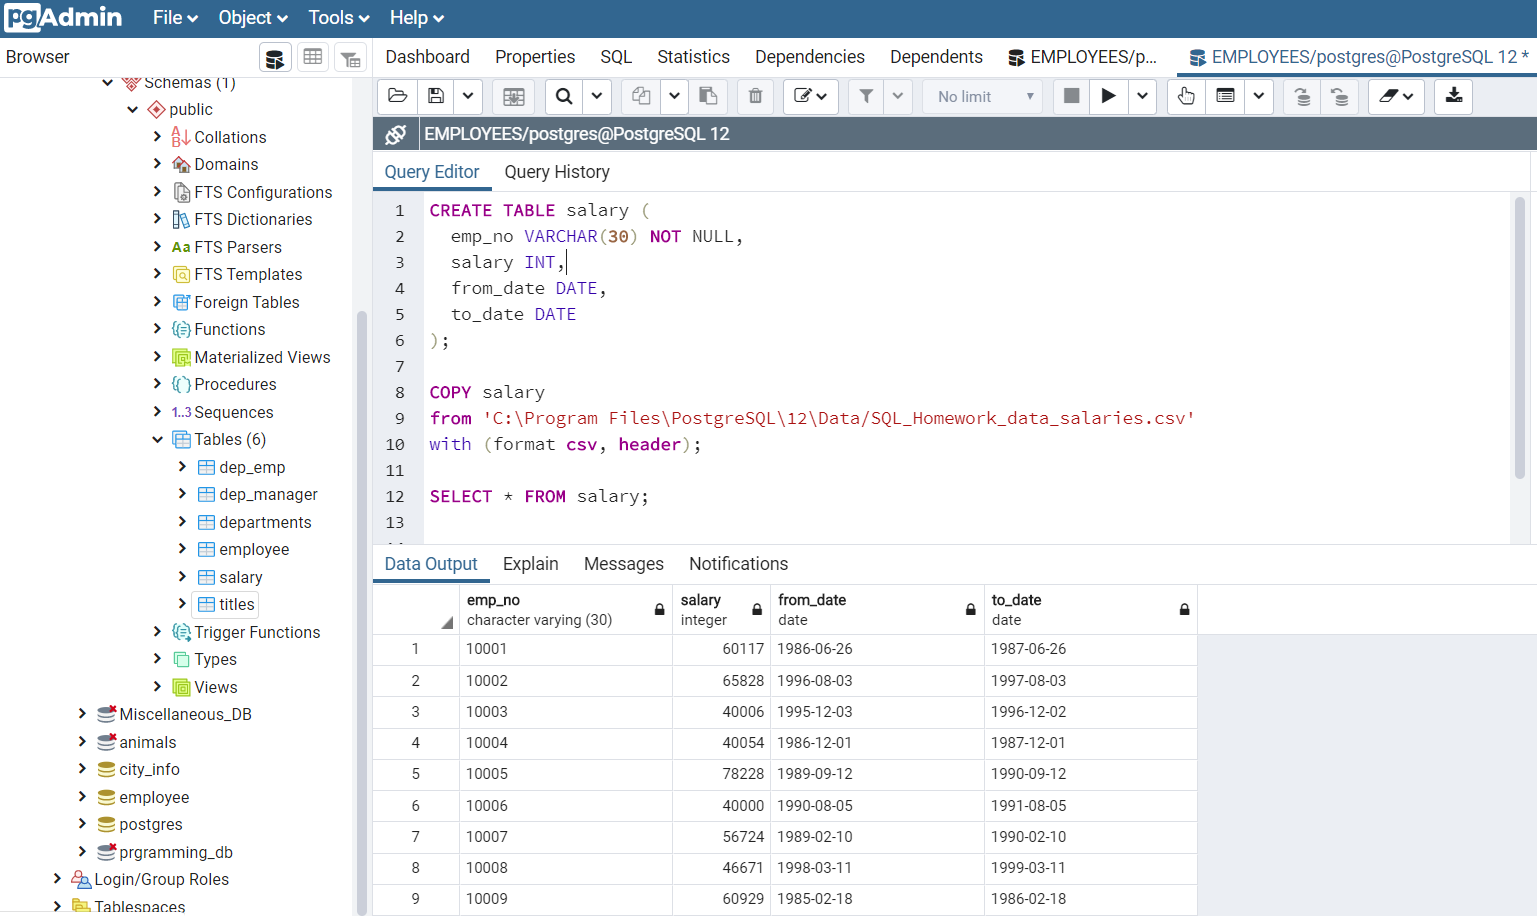 pgAdmin File Object Tools Help
Browser
Dashboard Properties SQL Statistics Dependencies Dependents EMPLOYEES/p... EMPLOYEES/postgres@PostgreSQL 12 *
No limit
EMPLOYEES/postgres@PostgreSQL 12
Schemas (1)
public
Collations
Domains
FTS Configurations
FTS Dictionaries
Aa FTS Parsers
FTS Templates
Foreign Tables
Functions
Materialized Views
Procedures
1..3 Sequences
Tables (6)
dep_emp
dep_manager
departments
employee
salary
titles
Trigger Functions
Types
Views
Miscellaneous_DB
animals
city_info
employee
postgres
prgramming_db
Login/Group Roles
Tablespaces
Query Editor Query History
1 CREATE TABLE salary (
2 emp_no VARCHAR(30) NOT NULL,
3 salary INT,
4 from_date DATE,
5 to_date DATE
6 );
7
8 COPY salary
9 from 'C:\Program Files\PostgreSQL\12\Data/SQL_Homework_data_salaries.csv'
10 with (format csv, header);
11
12 SELECT * FROM salary;
13
Data Output Explain Messages Notifications
emp_no salary from_date to_date
character varying (30) integer date date
1 10001 60117 1986-06-26 1987-06-26
2 10002 65828 1996-08-03 1997-08-03
3 10003 40006 1995-12-03 1996-12-02
4 10004 40054 1986-12-01 1987-12-01
5 10005 78228 1989-09-12 1990-09-12
6 10006 40000 1990-08-05 1991-08-05
7 10007 56724 1989-02-10 1990-02-10
8 10008 46671 1998-03-11 1999-03-11
9 10009 60929 1985-02-18 1986-02-18